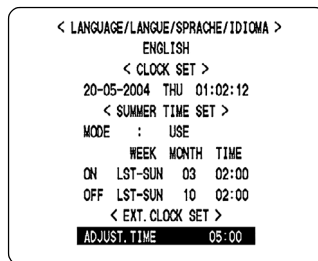 < LANGUAGE/LANGUE/SPRACHE/IDIOMA >
ENGLISH
< CLOCK SET >
20-05-2004 THU 01:02:12
< SUMMER TIME SET >
MODE : USE
WEEK MONTH TIME
ON LST-SUN 03 02:00
OFF LST-SUN 10 02:00
< EXT.CLOCK SET >
ADJUST.TIME 05:00